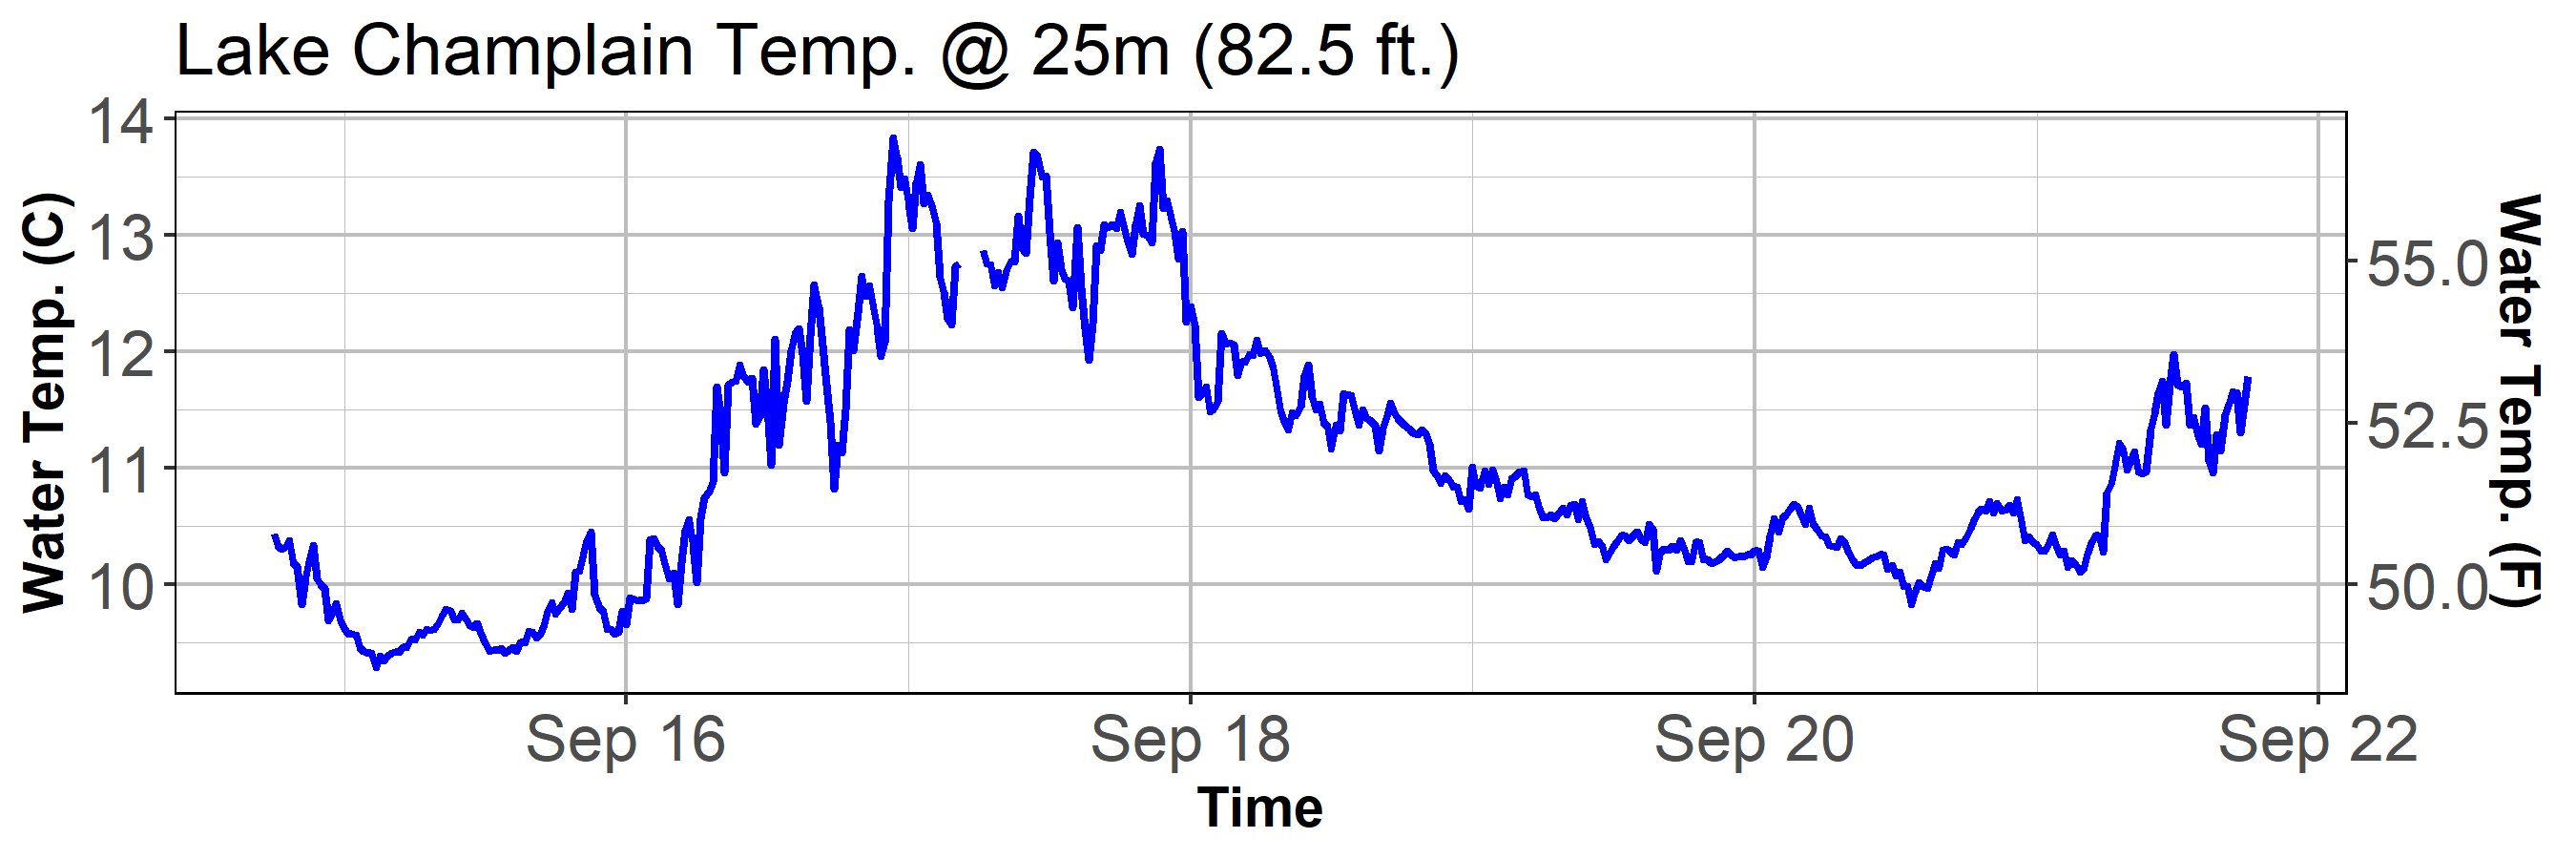 Lake Champlain Temp. @ 25m (82.5 ft.)
Water Temp. (C)
14
13
12
11
10
55.0
52.5
50.0
Water Temp. (F)
Sep 16
Sep 18
Sep 20
Sep 22
Time